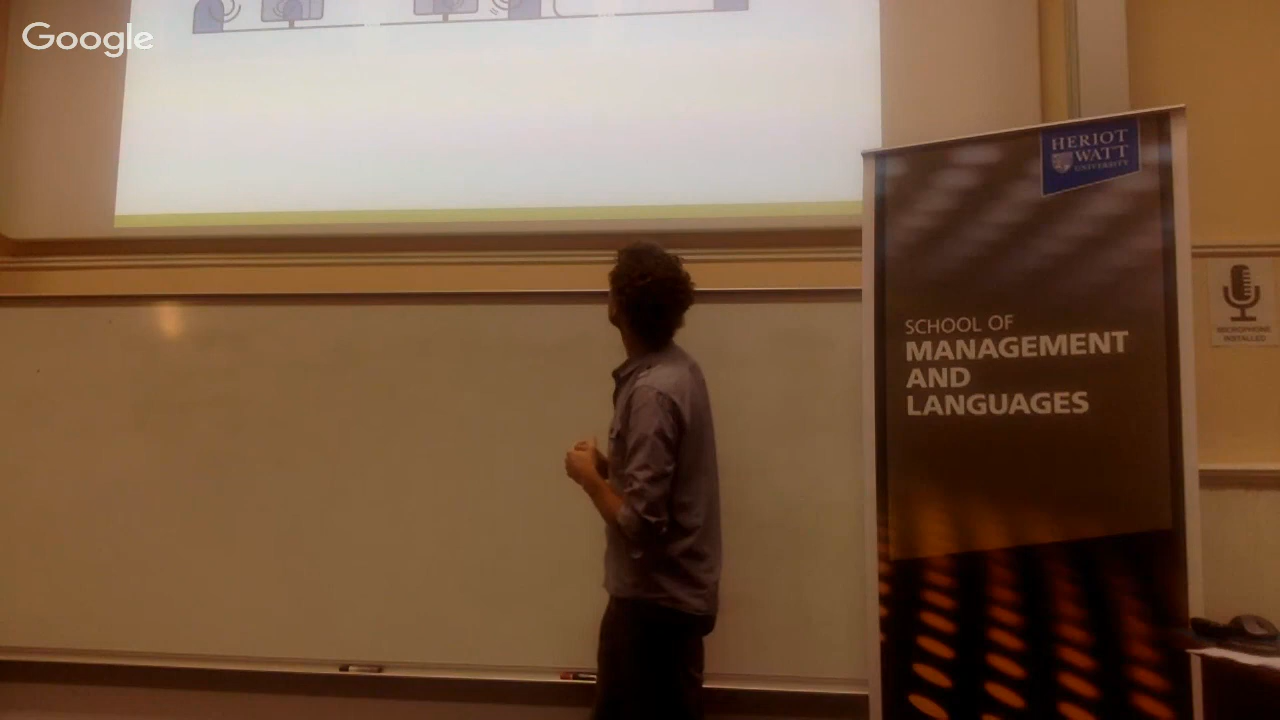 Google
HERIOT
WATT
UNIVERSITY
SCHOOL OF
MANAGEMENT
AND
LANGUAGES
MICROPHONE
INSTALLED